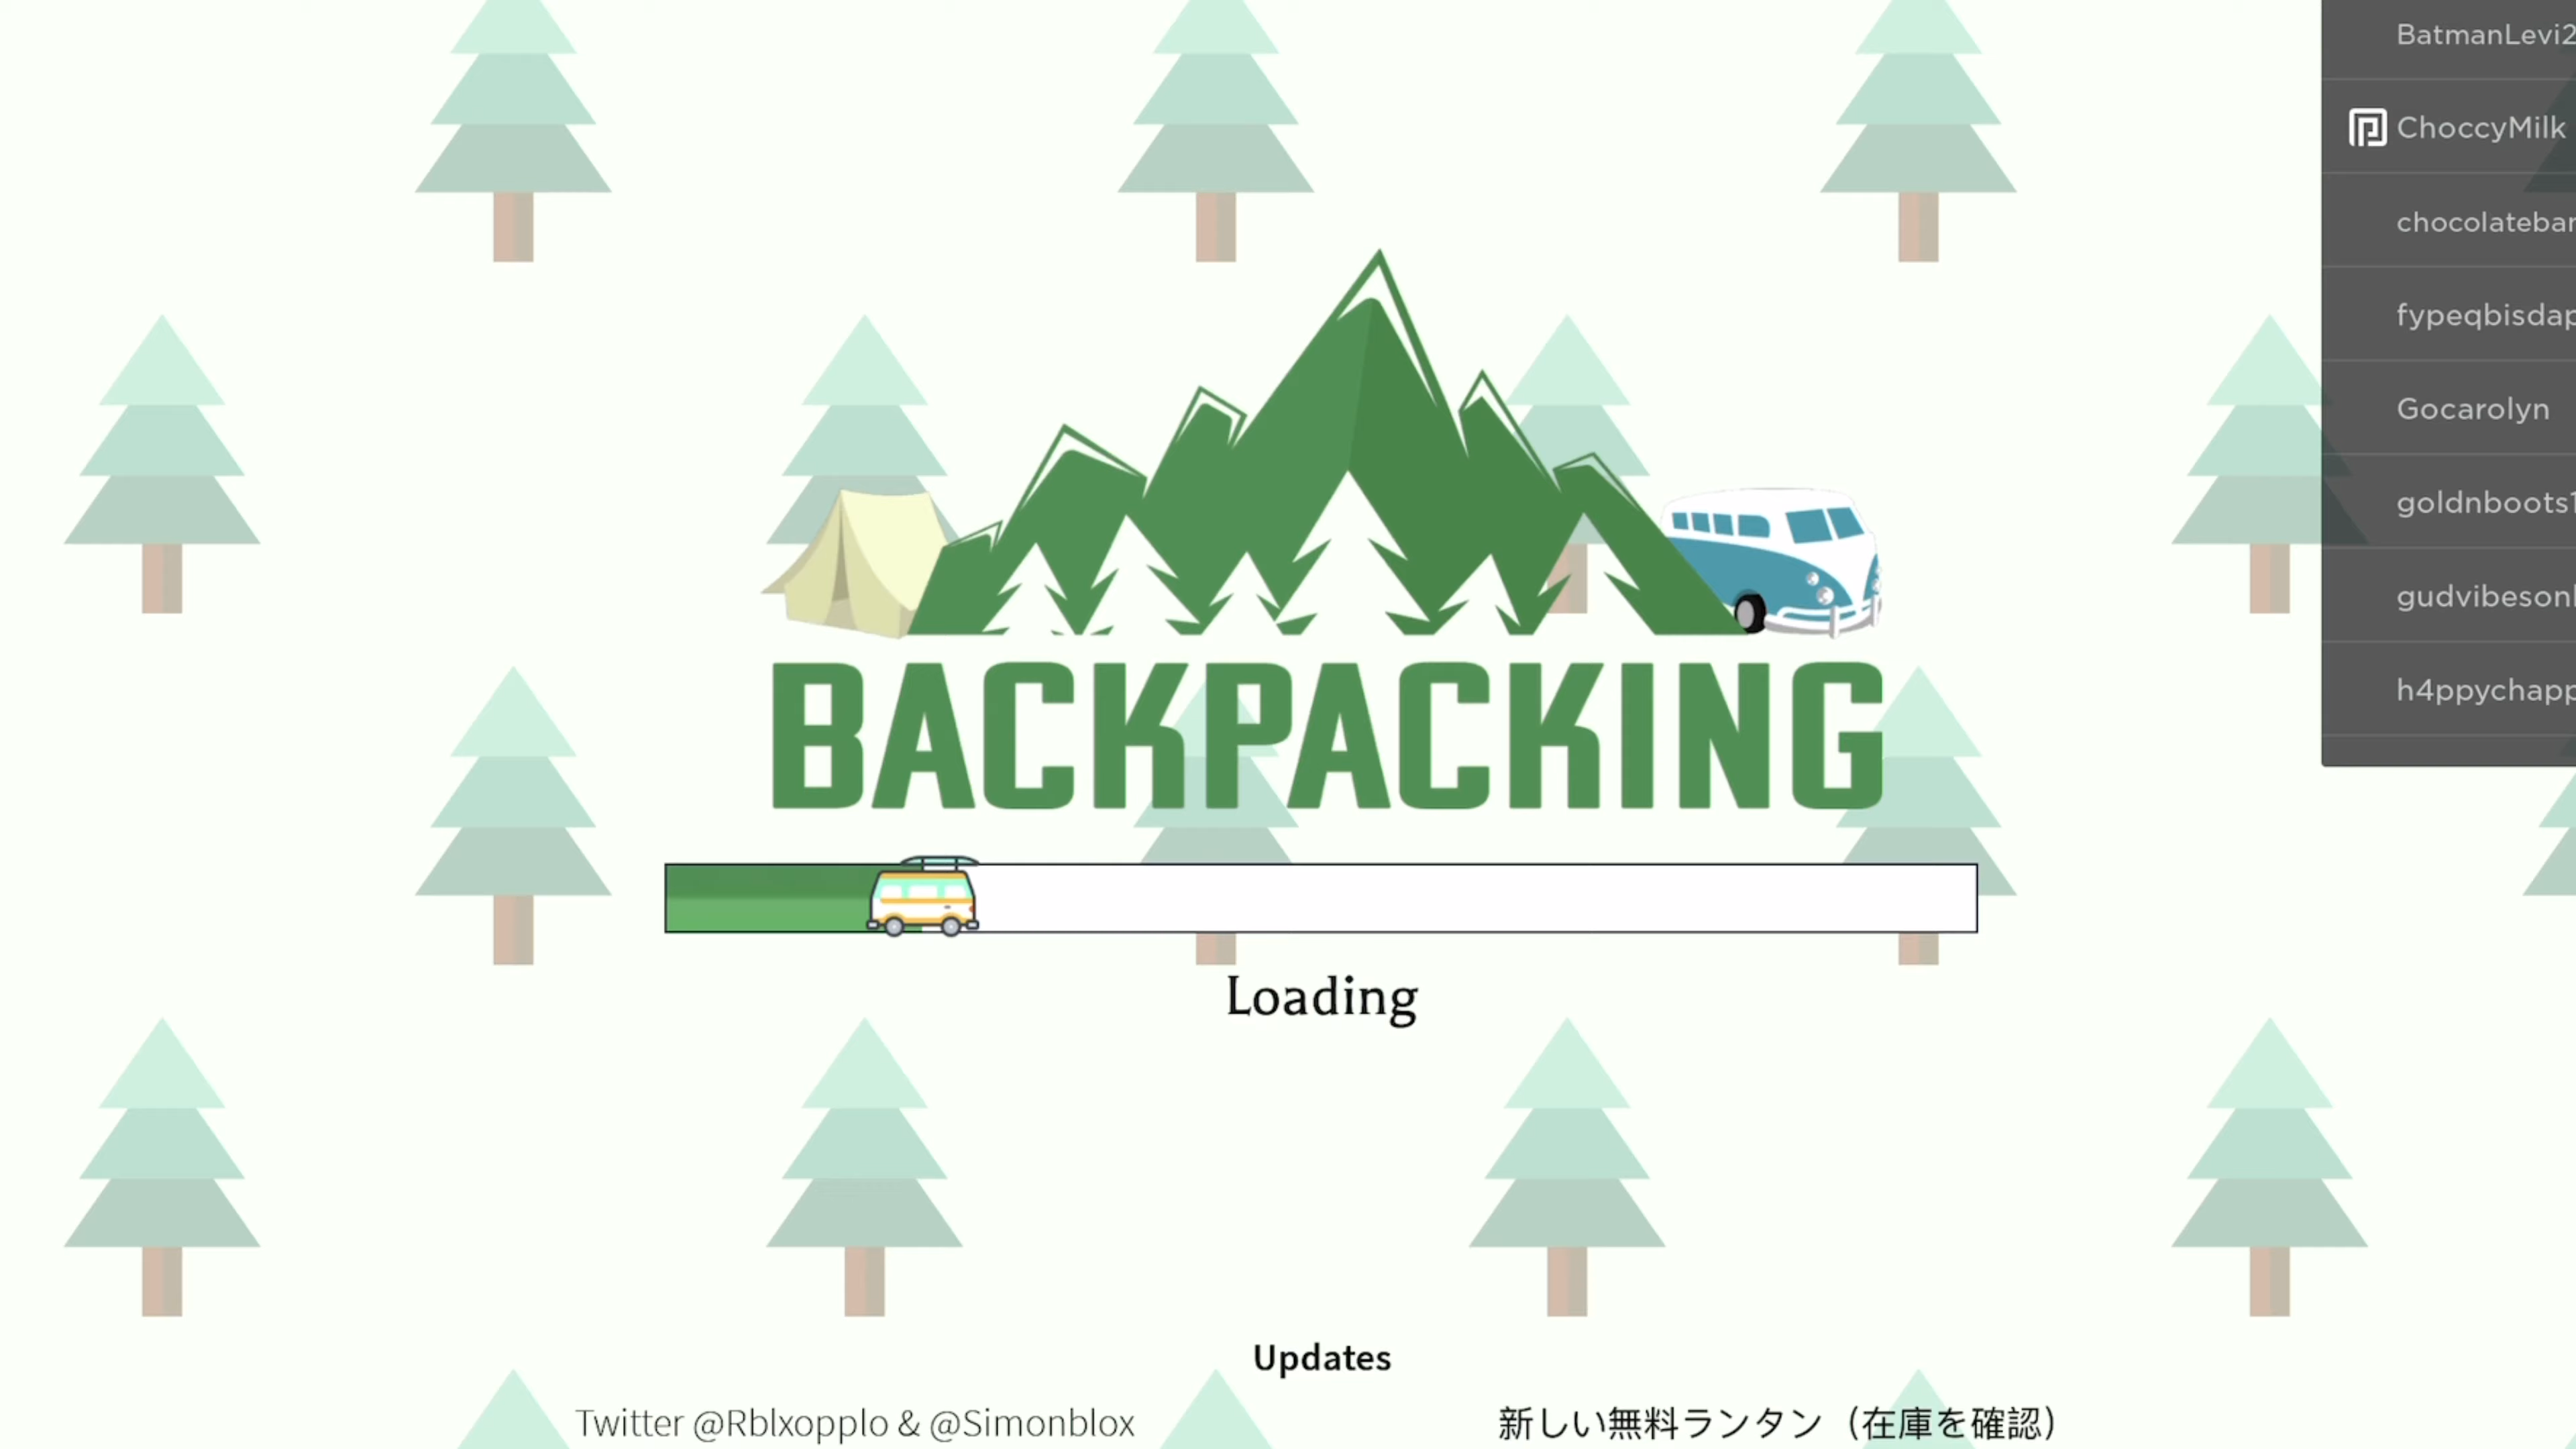 BatmanLevi2
ChoccyMilk
chocolatebar
fypeqbisdap
Gocarolyn
goldnboots1
gudvibesonl
h4ppychapp
BACKPACKING
Loading
Updates
Twitter @Rblxopplo & @Simonblox
新しい無料ランタン（在庫を確認）